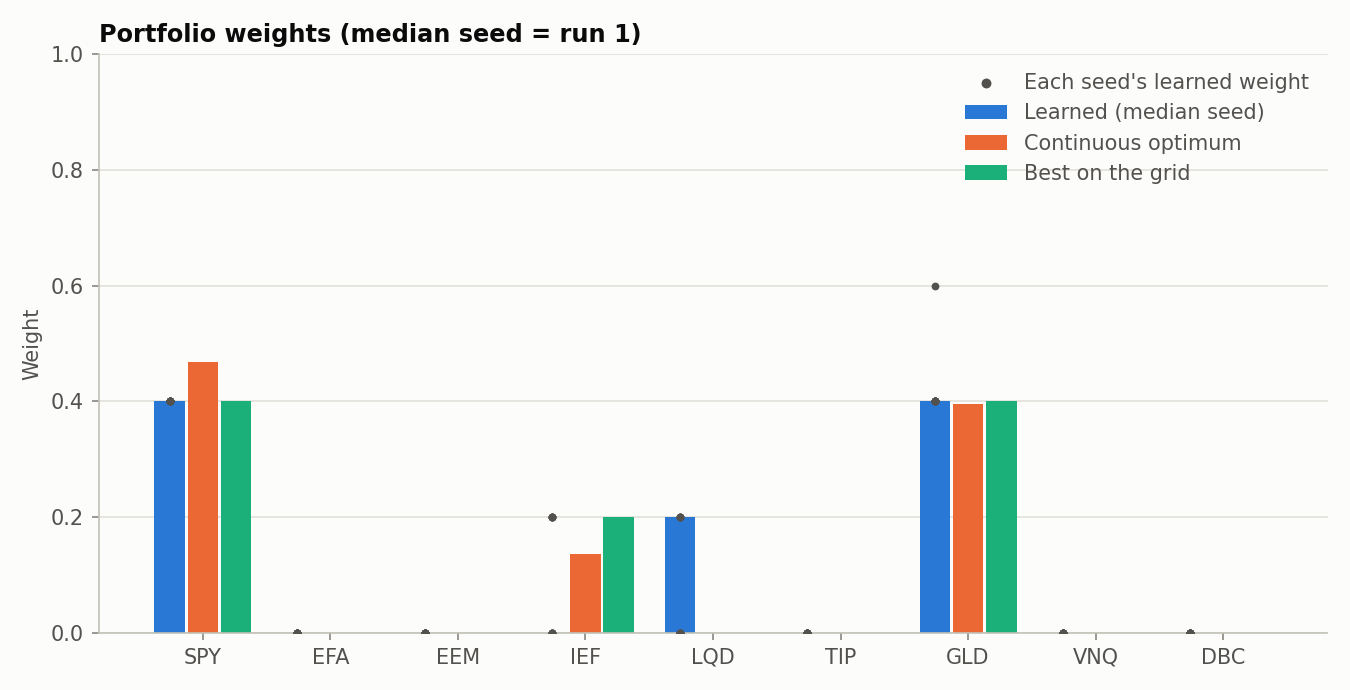 Portfolio weights (median seed = run 1)
1.0
0.8
0.6
0.4
0.2
0.0
Weight
Each seed's learned weight
Learned (median seed)
Continuous optimum
Best on the grid
SPY EFA EEM IEF LQD TIP GLD VNQ DBC